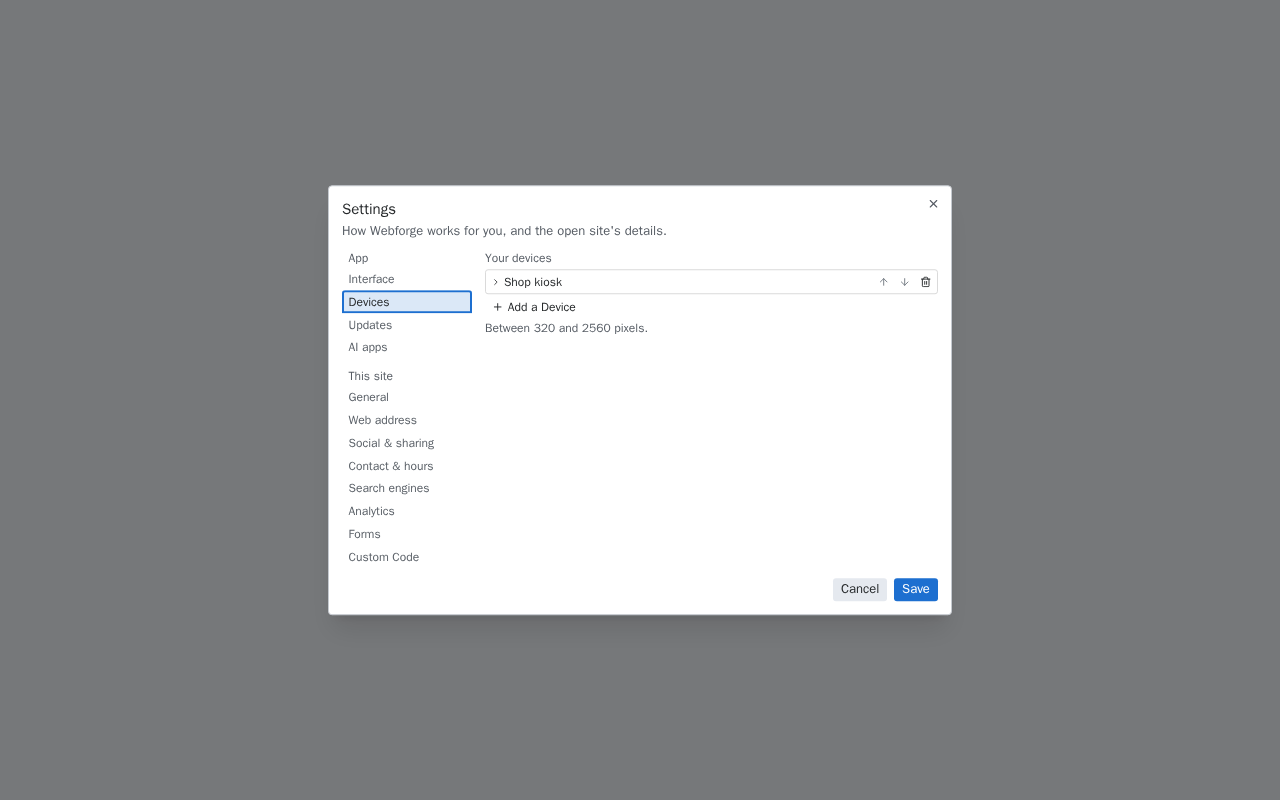 Settings
How Webforge works for you, and the open site's details.
App
Interface
Devices
Updates
AI apps
This site
General
Web address
Social & sharing
Contact & hours
Search engines
Analytics
Forms
Custom Code
Your devices
Shop kiosk
Add a Device
Between 320 and 2560 pixels.
Cancel
Save